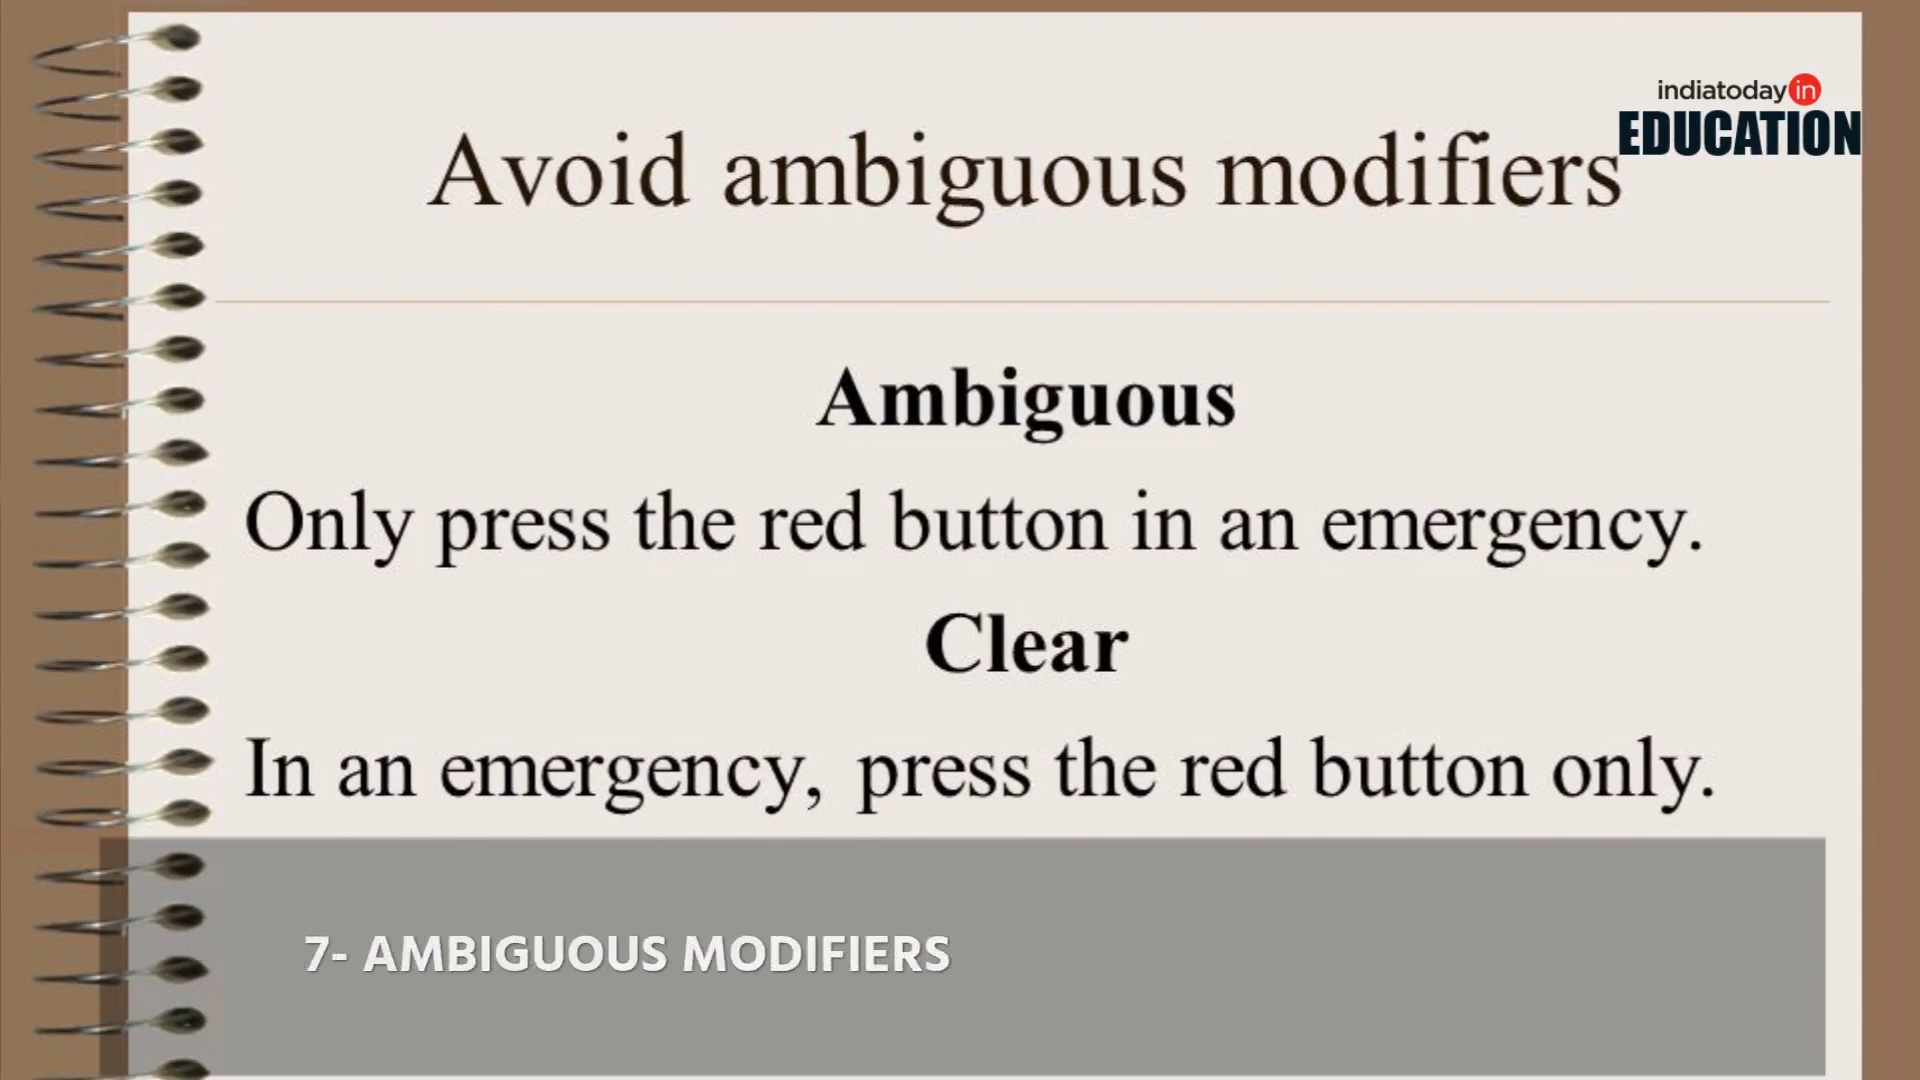 indiatoday in
EDUCATION
Avoid ambiguous modifiers
Ambiguous
Only press the red button in an emergency.
Clear
In an emergency, press the red button only.
7- AMBIGUOUS MODIFIERS